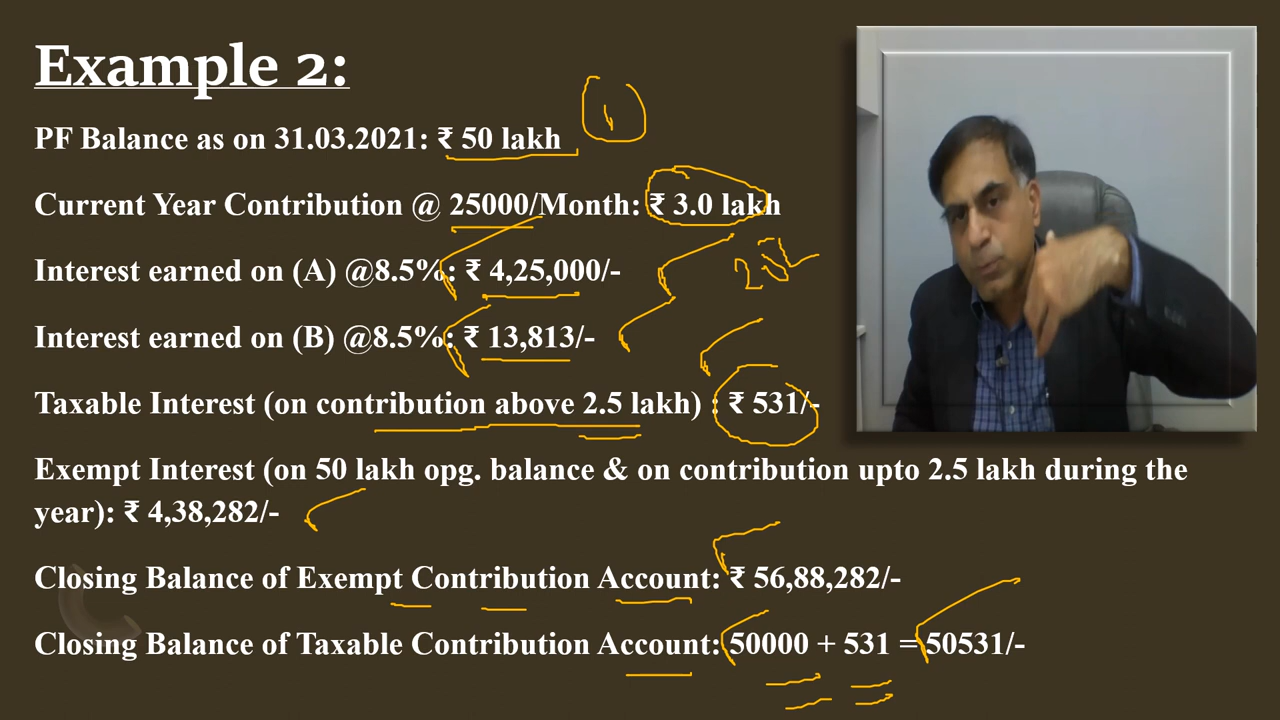 Example 2:
PF Balance as on 31.03.2021: ₹ 50 lakh
Current Year Contribution @ 25000/Month: ₹ 3.0 lakh
Interest earned on (A) @8.5%: ₹ 4,25,000/-
Interest earned on (B) @8.5%: ₹ 13,813/-
Taxable Interest (on contribution above 2.5 lakh) : ₹ 531/-
Exempt Interest (on 50 lakh opg. balance & on contribution upto 2.5 lakh during the
year): ₹ 4,38,282/-
Closing Balance of Exempt Contribution Account: ₹ 56,88,282/-
Closing Balance of Taxable Contribution Account: 50000 + 531 = 50531/-